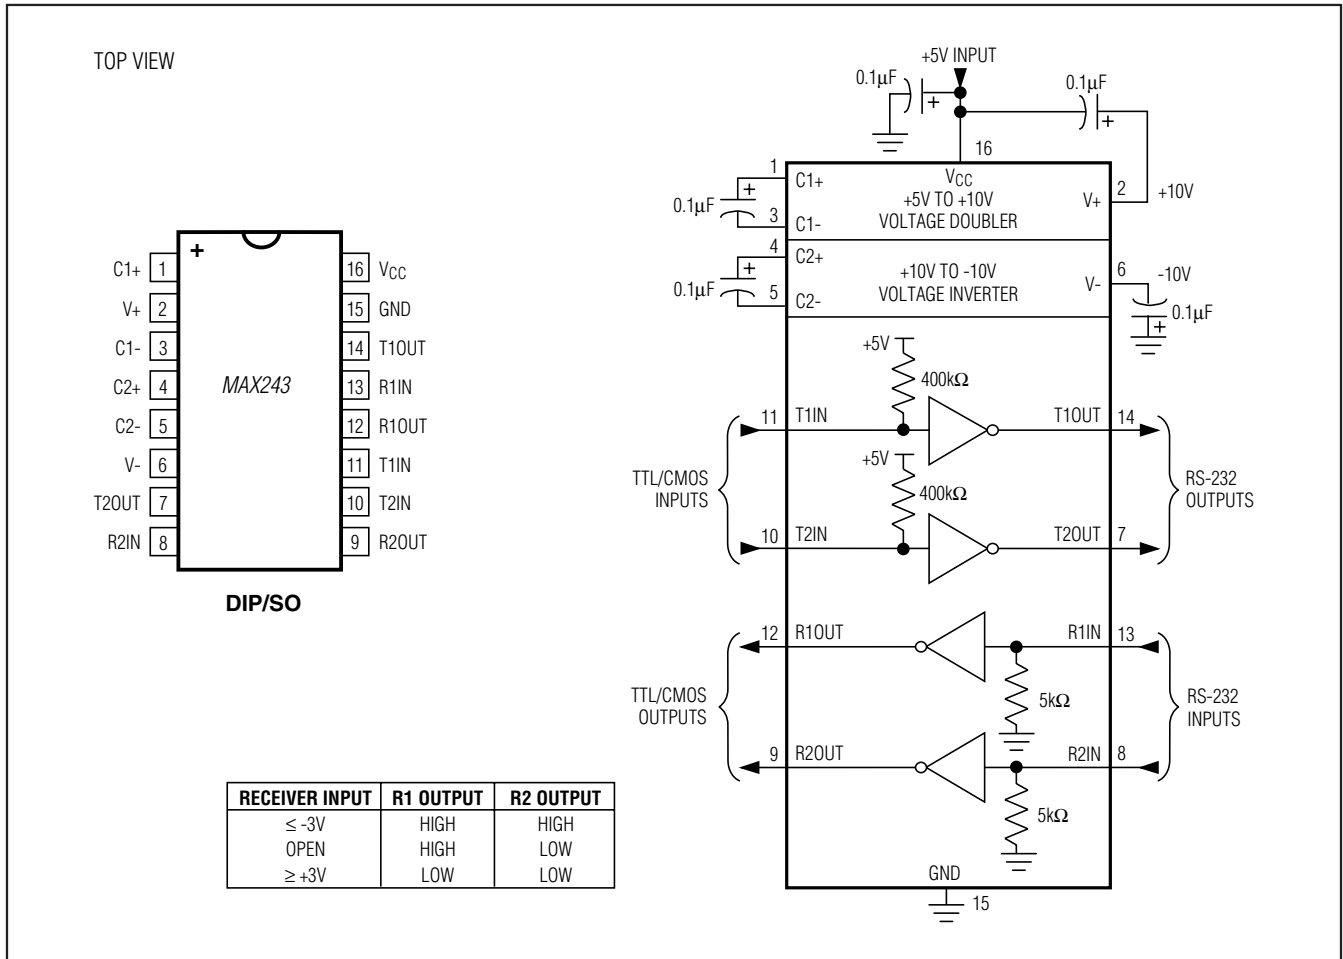 TOP VIEW
C1+ 1
V+ 2
C1- 3
C2+ 4
C2- 5
V- 6
T2OUT 7
R2IN 8
+
MAX243
16 VCC
15 GND
14 T1OUT
13 R1IN
12 R1OUT
11 T1IN
10 T2IN
9 R2OUT
DIP/SO
RECEIVER INPUT R1 OUTPUT R2 OUTPUT
≤ -3V HIGH HIGH
OPEN HIGH LOW
≥ +3V LOW LOW
+5V INPUT
0.1µF
+
0.1µF
+
16
VCC
+5V TO +10V
VOLTAGE DOUBLER
1
C1+
+
0.1µF
3
C1-
V+
2
+10V
4
C2+
+
0.1µF
5
C2-
+10V TO -10V
VOLTAGE INVERTER
V-
6
-10V
0.1µF
+
+5V
400kΩ
11 T1IN
T1OUT 14
+5V
400kΩ
TTL/CMOS
INPUTS
RS-232
OUTPUTS
10 T2IN
T2OUT 7
12 R1OUT
R1IN 13
5kΩ
TTL/CMOS
OUTPUTS
RS-232
INPUTS
9 R2OUT
R2IN 8
5kΩ
GND
15